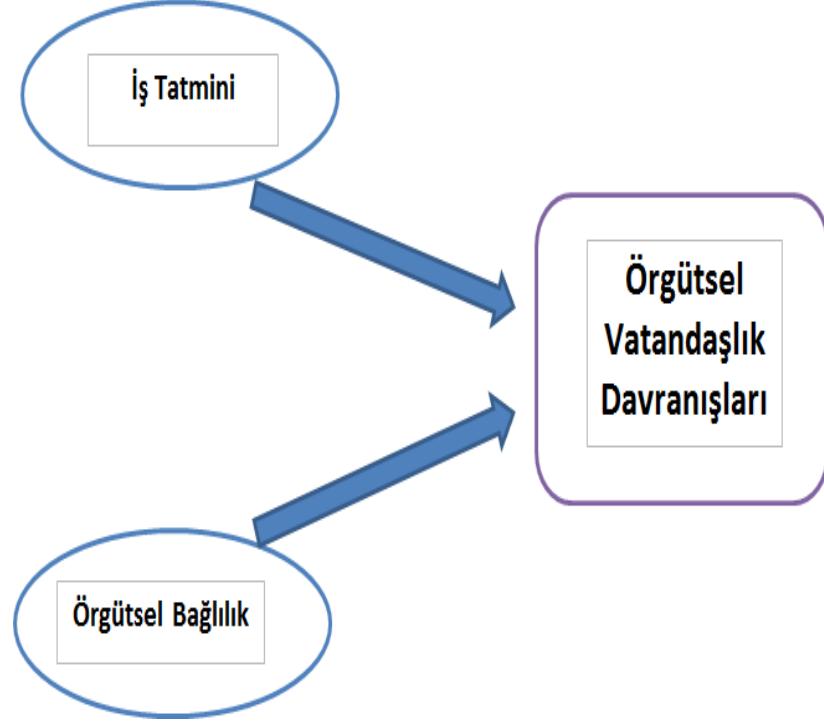 İş Tatmini
Örgütsel
Vatandaşlık
Davranışları
Örgütsel Bağlılık